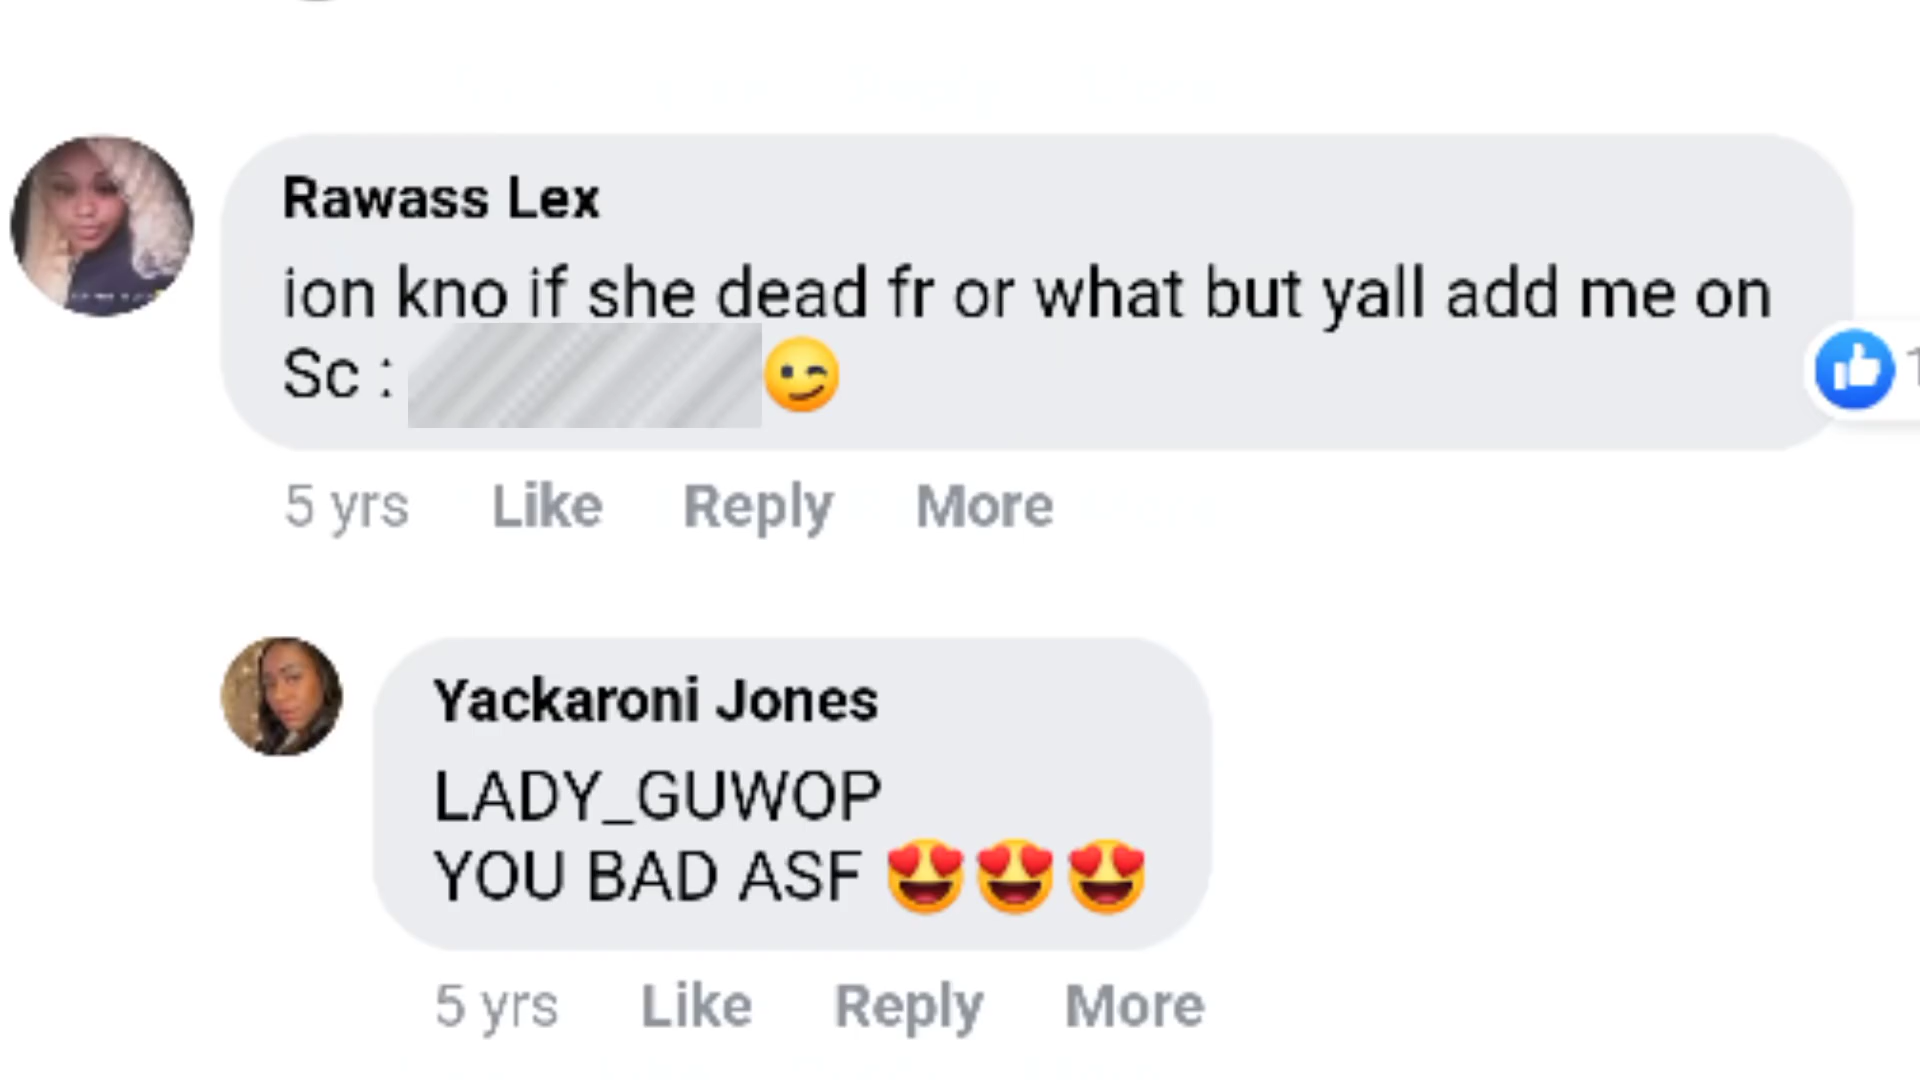 Rawass Lex
ion kno if she dead fr or what but yall add me on
Sc : 😉
1
5 yrs Like Reply More
Yackaroni Jones
LADY_GUWOP
YOU BAD ASF 😍😍😍
5 yrs Like Reply More